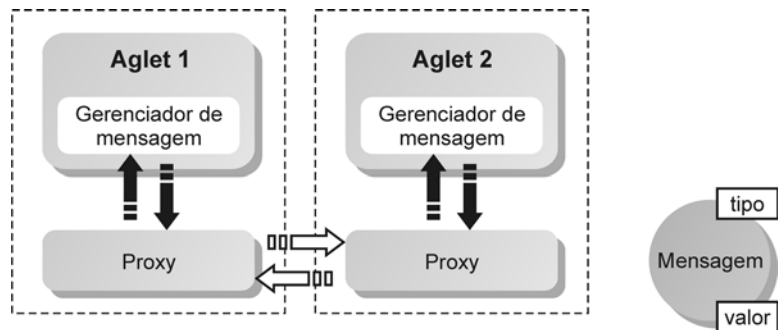 Aglet 1
Gerenciador de
mensagem
Proxy
Aglet 2
Gerenciador de
mensagem
Proxy
tipo
Mensagem
valor